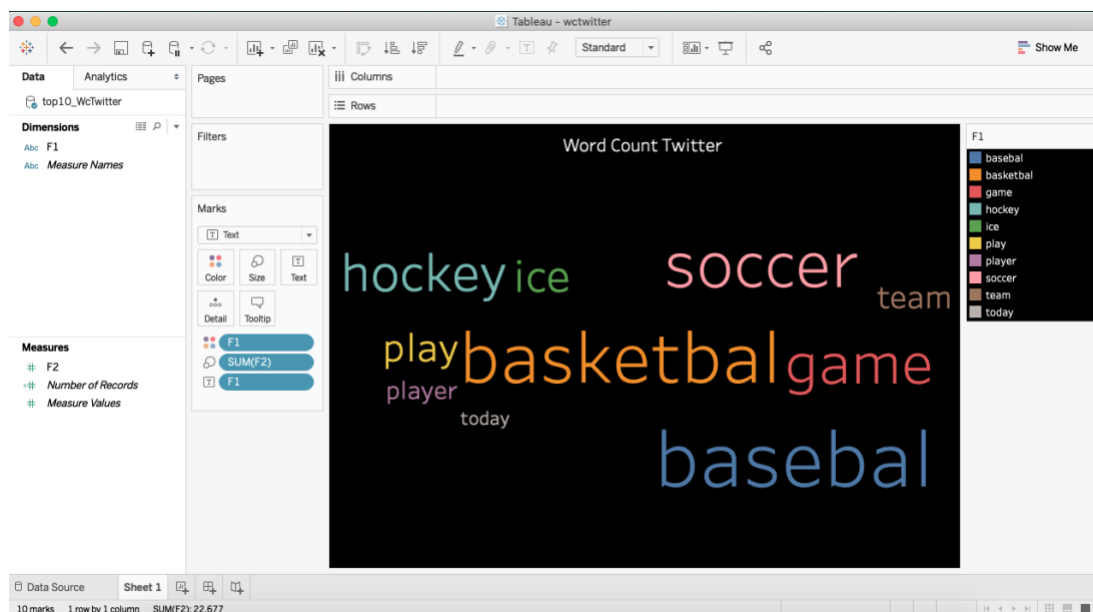 Tableau - wctwitter
Standard
Show Me
Data
Analytics
Pages
iii Columns
Rows
top10_WcTwitter
Dimensions
Abc F1
Abc Measure Names
Filters
Marks
T Text
Color
Size
T Text
Detail
Tooltip
F1
SUM(F2)
T F1
Measures
# F2
=# Number of Records
# Measure Values
Word Count Twitter
hockey
ice
soccer
team
play
basketbal
game
player
today
basebal
F1
basebal
basketbal
game
hockey
ice
play
player
soccer
team
today
Data Source
Sheet 1
10 marks
1 row by 1 column
SUM(F2): 22,677